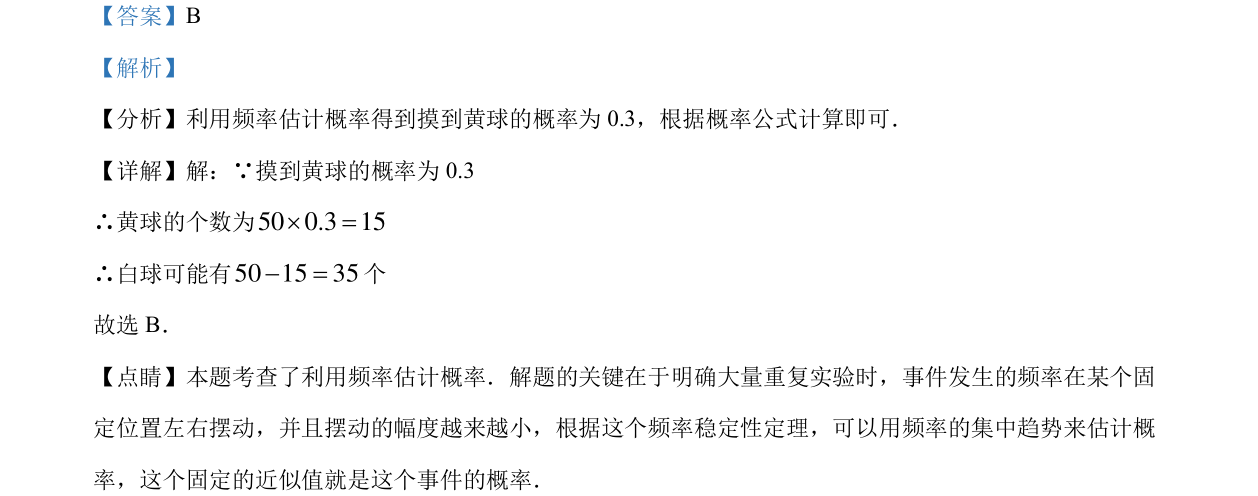 【答案】B
【解析】
【分析】利用频率估计概率得到摸到黄球的概率为 0.3，根据概率公式计算即可．
【详解】解：∵摸到黄球的概率为 0.3
∴黄球的个数为50×0.3=15
∴白球可能有50−15=35个
故选 B．
【点睛】本题考查了利用频率估计概率．解题的关键在于明确大量重复实验时，事件发生的频率在某个固
定位置左右摆动，并且摆动的幅度越来越小，根据这个频率稳定性定理，可以用频率的集中趋势来估计概
率，这个固定的近似值就是这个事件的概率．